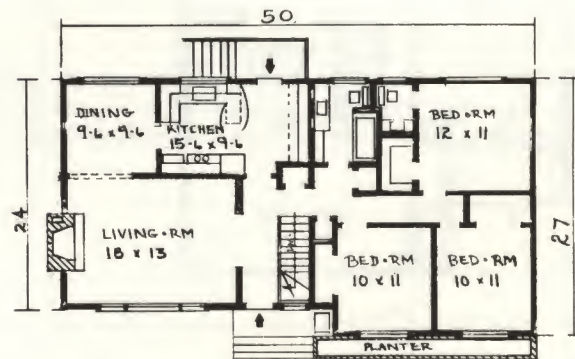 50
DINING
9-6 x 9-6
KITCHEN
15-6 x 9-6
BED • RM
12 x 11
24
27
LIVING • RM
18 x 13
BED • RM
10 x 11
BED • RM
10 x 11
PLANTER